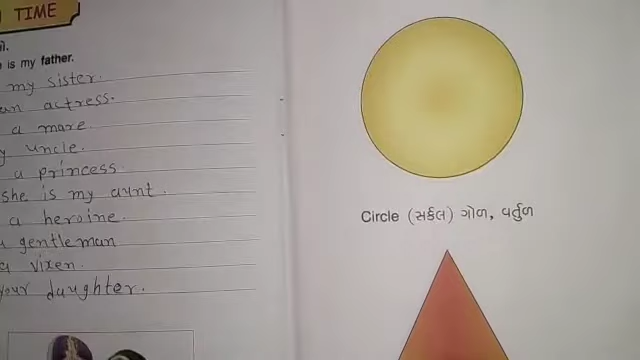 TIME
is my father.
my sister.
an actress.
a mare
uncle.
a princess.
she is my aunt.
a heroine.
gentleman
a vixen.
your daughter.
Circle (સર્કલ) ગોળ, વર્તુળ